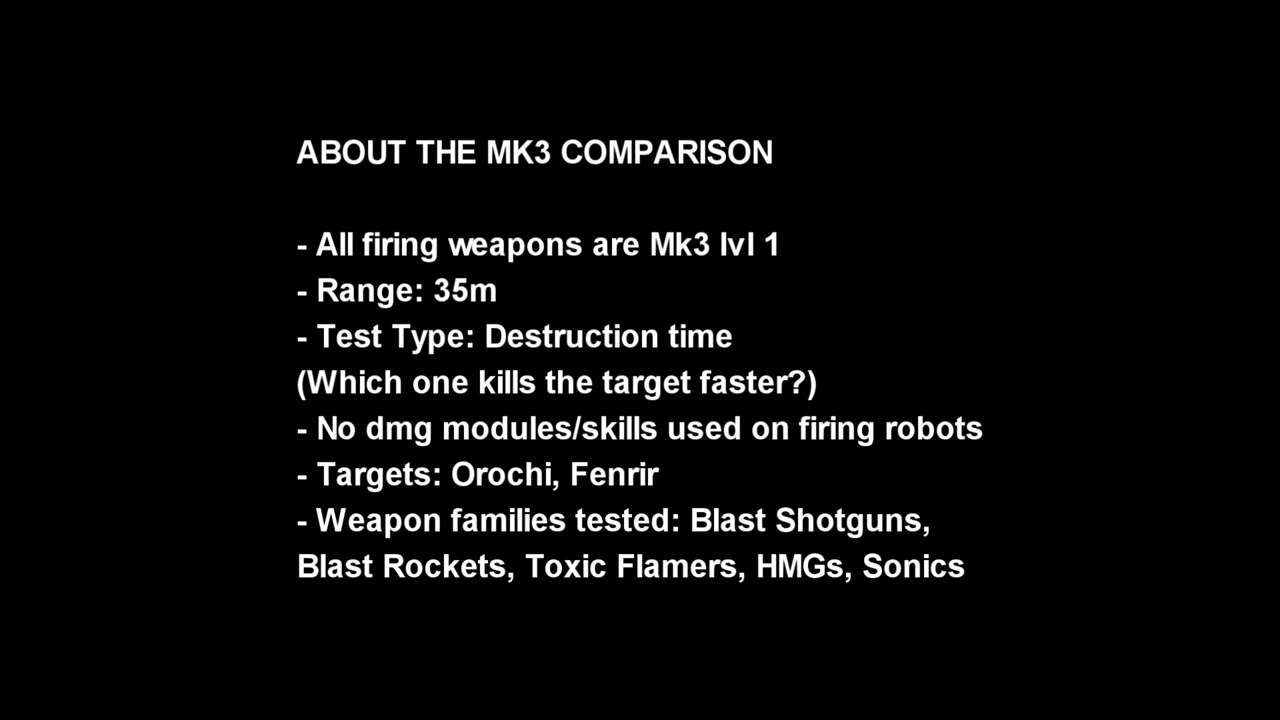 ABOUT THE MK3 COMPARISON
- All firing weapons are Mk3 lvl 1
- Range: 35m
- Test Type: Destruction time
(Which one kills the target faster?)
- No dmg modules/skills used on firing robots
- Targets: Orochi, Fenrir
- Weapon families tested: Blast Shotguns,
Blast Rockets, Toxic Flamers, HMGs, Sonics